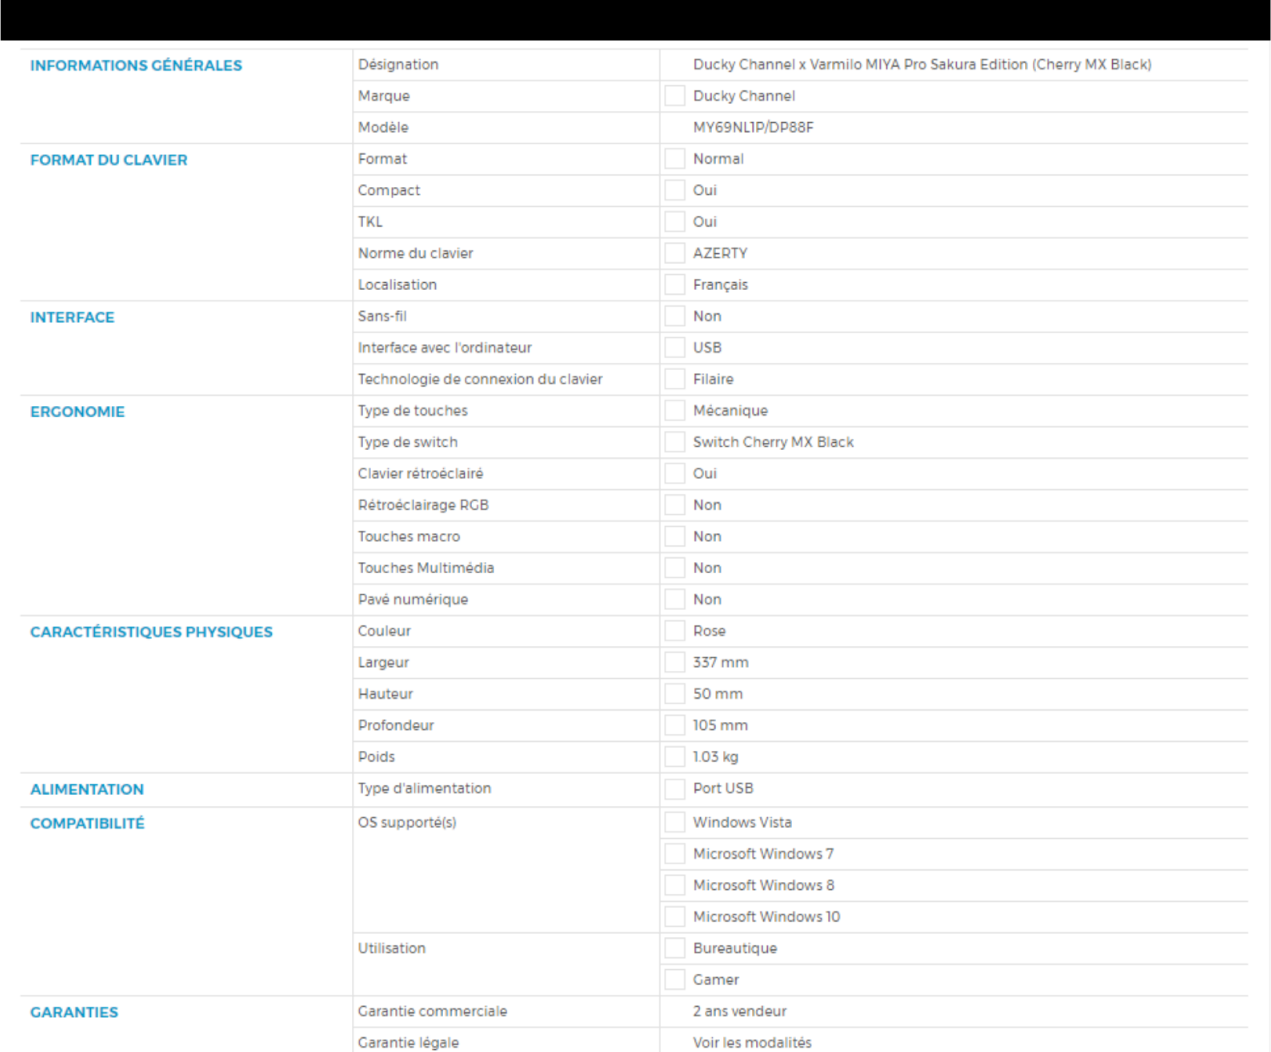 INFORMATIONS GÉNÉRALES Désignation Ducky Channel x Varmilo MIYA Pro Sakura Edition (Cherry MX Black)
Marque Ducky Channel
Modèle MY69NL1P/DP88F
FORMAT DU CLAVIER Format Normal
Compact Oui
TKL Oui
Norme du clavier AZERTY
Localisation Français
INTERFACE Sans-fil Non
Interface avec l'ordinateur USB
Technologie de connexion du clavier Filaire
ERGONOMIE Type de touches Mécanique
Type de switch Switch Cherry MX Black
Clavier rétroéclairé Oui
Rétroéclairage RGB Non
Touches macro Non
Touches Multimédia Non
Pavé numérique Non
CARACTÉRISTIQUES PHYSIQUES Couleur Rose
Largeur 337 mm
Hauteur 50 mm
Profondeur 105 mm
Poids 1.03 kg
ALIMENTATION Type d'alimentation Port USB
COMPATIBILITÉ OS supporté(s) Windows Vista
Microsoft Windows 7
Microsoft Windows 8
Microsoft Windows 10
Utilisation Bureautique
Gamer
GARANTIES Garantie commerciale 2 ans vendeur
Garantie légale Voir les modalités